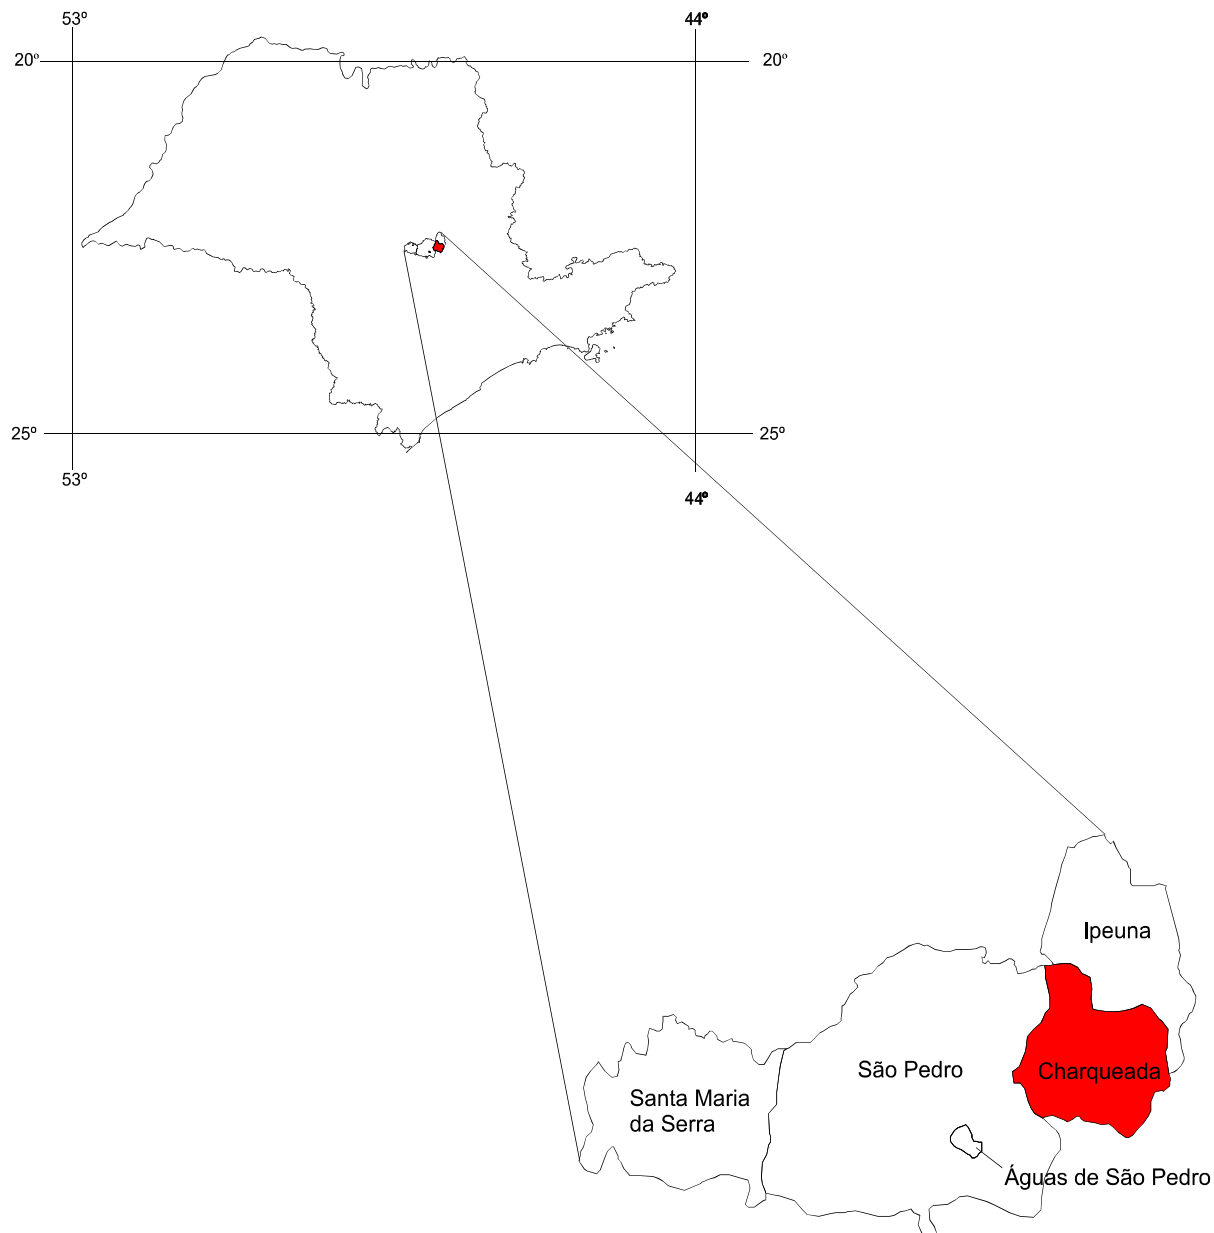 53º
44º
20º
20º
25º
25º
53º
44º
Ipeuna
São Pedro
Charqueada
Santa Maria
da Serra
Águas de São Pedro